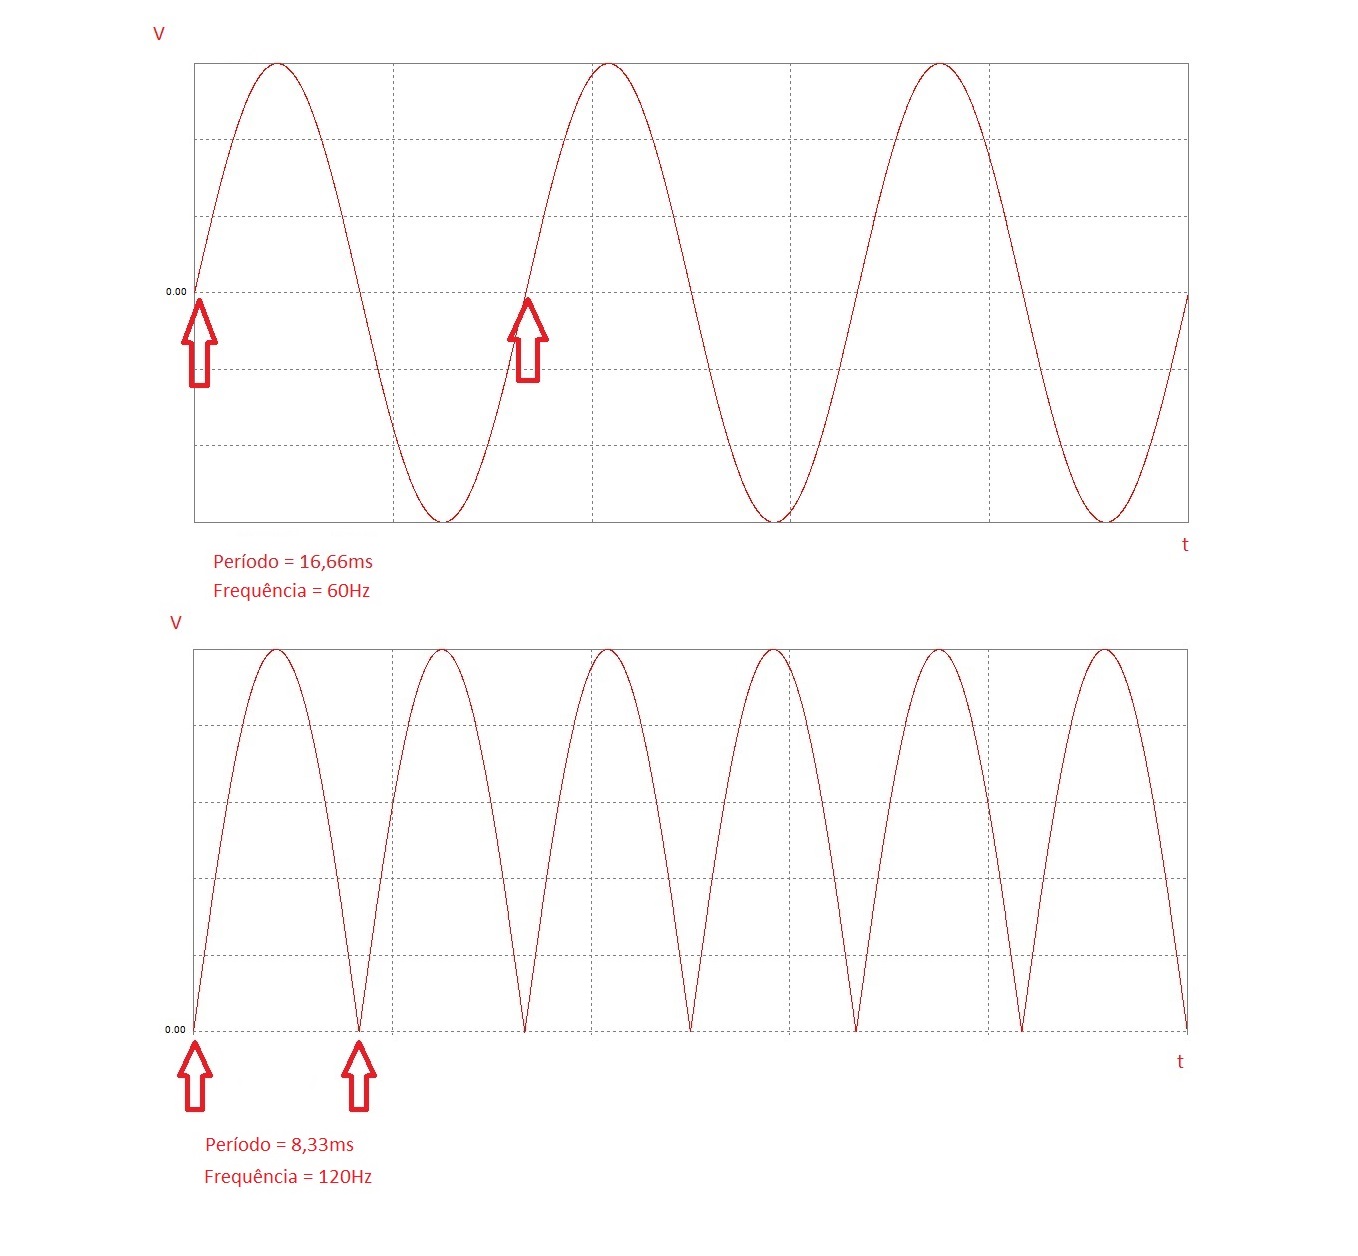 V
0.00
t
Período = 16,66ms
Frequência = 60Hz
V
0.00
t
Período = 8,33ms
Frequência = 120Hz